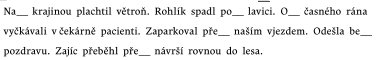 Na__ krajinou plachtil větroň. Rohlík spadl po__ lavici. O__ časného rána
vyčkávali v čekárně pacienti. Zaparkoval pře__ naším vjezdem. Odešla be__
pozdravu. Zajíc přeběhl pře__ návrší rovnou do lesa.